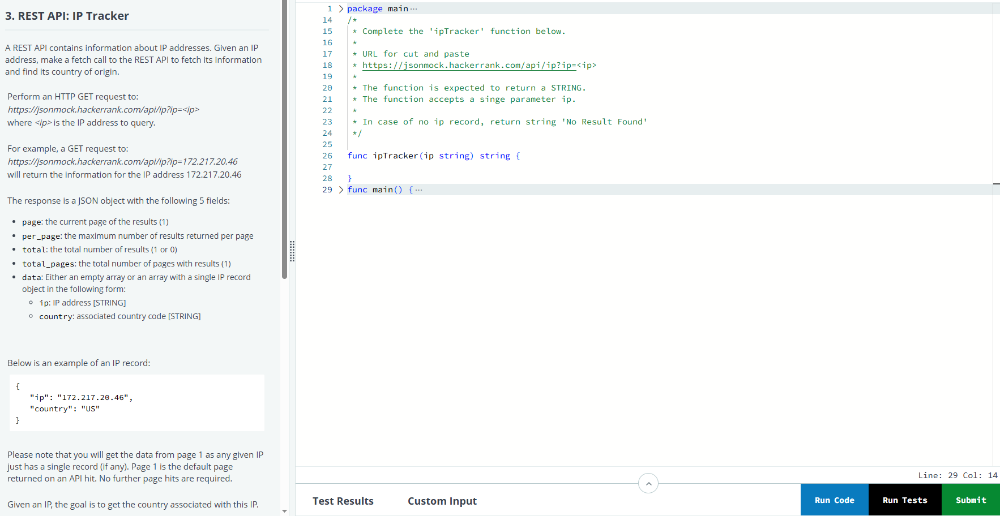 3. REST API: IP Tracker
A REST API contains information about IP addresses. Given an IP
address, make a fetch call to the REST API to fetch its information
and find its country of origin.
Perform an HTTP GET request to:
https://jsonmock.hackerrank.com/api/ip?ip=<ip>
where <ip> is the IP address to query.
For example, a GET request to:
https://jsonmock.hackerrank.com/api/ip?ip=172.217.20.46
will return the information for the IP address 172.217.20.46
The response is a JSON object with the following 5 fields:
• page: the current page of the results (1)
• per_page: the maximum number of results returned per page
• total: the total number of results (1 or 0)
• total_pages: the total number of pages with results (1)
• data: Either an empty array or an array with a single IP record
object in the following form:
◦ ip: IP address [STRING]
◦ country: associated country code [STRING]
Below is an example of an IP record:
{
"ip": "172.217.20.46",
"country": "US"
}
Please note that you will get the data from page 1 as any given IP
just has a single record (if any). Page 1 is the default page
returned on an API hit. No further page hits are required.
Given an IP, the goal is to get the country associated with this IP.
1 package main ···
14 /*
15 * Complete the 'ipTracker' function below.
16 *
17 * URL for cut and paste
18 * https://jsonmock.hackerrank.com/api/ip?ip=<ip>
19 *
20 * The function is expected to return a STRING.
21 * The function accepts a singe parameter ip.
22 *
23 * In case of no ip record, return string 'No Result Found'
24 */
25
26 func ipTracker(ip string) string {
27
28 }
29 func main() { ···
Line: 29 Col: 14
Test Results
Custom Input
Run Code
Run Tests
Submit